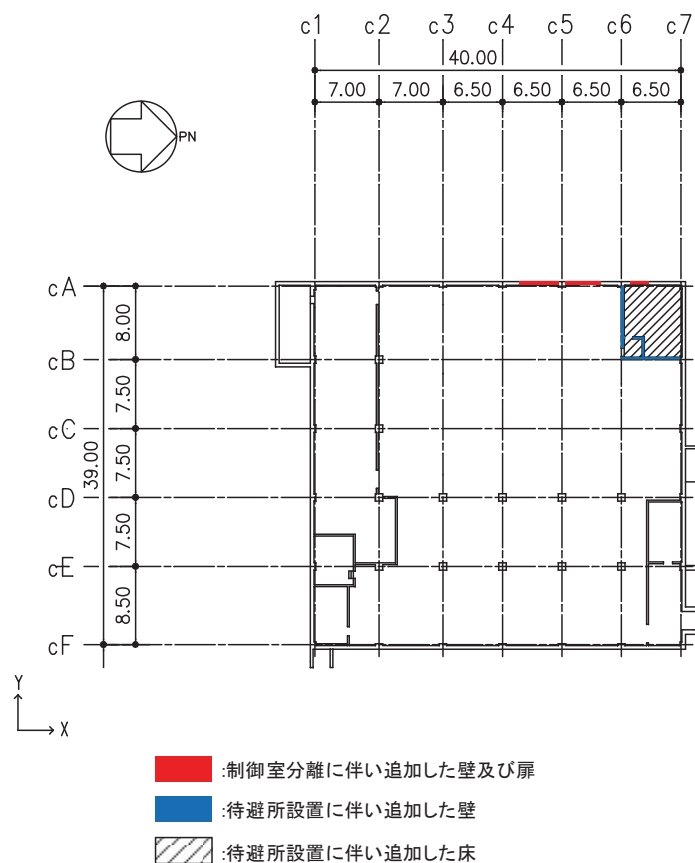 c1 c2 c3 c4 c5 c6 c7
40.00
7.00 7.00 6.50 6.50 6.50 6.50
PN
cA
8.00
cB
7.50
cC
39.00
7.50
cD
7.50
cE
8.50
cF
Y
X
:制御室分離に伴い追加した壁及び扉
:待避所設置に伴い追加した壁
:待避所設置に伴い追加した床